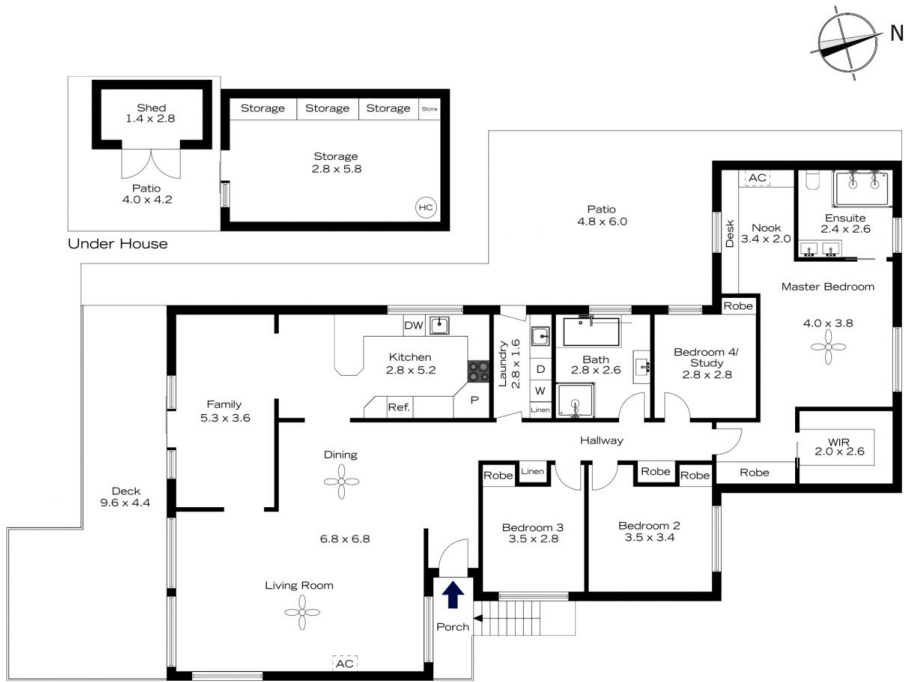 N
Shed
1.4 x 2.8
Storage
Storage
Storage
Stora
Storage
2.8 x 5.8
HC
Patio
4.0 x 4.2
Under House
Patio
4.8 x 6.0
AC
Desk
Nook
3.4 x 2.0
Ensuite
2.4 x 2.6
Master Bedroom
4.0 x 3.8
Robe
DW
Kitchen
2.8 x 5.2
Ref.
P
Laundry
2.8 x 1.6
D
W
Linen
Bath
2.8 x 2.6
Bedroom 4/
Study
2.8 x 2.8
Family
5.3 x 3.6
Hallway
WIR
2.0 x 2.6
Robe
Dining
Deck
9.6 x 4.4
Robe
Linen
Robe
Robe
Bedroom 3
3.5 x 2.8
Bedroom 2
3.5 x 3.4
6.8 x 6.8
Living Room
Porch
AC